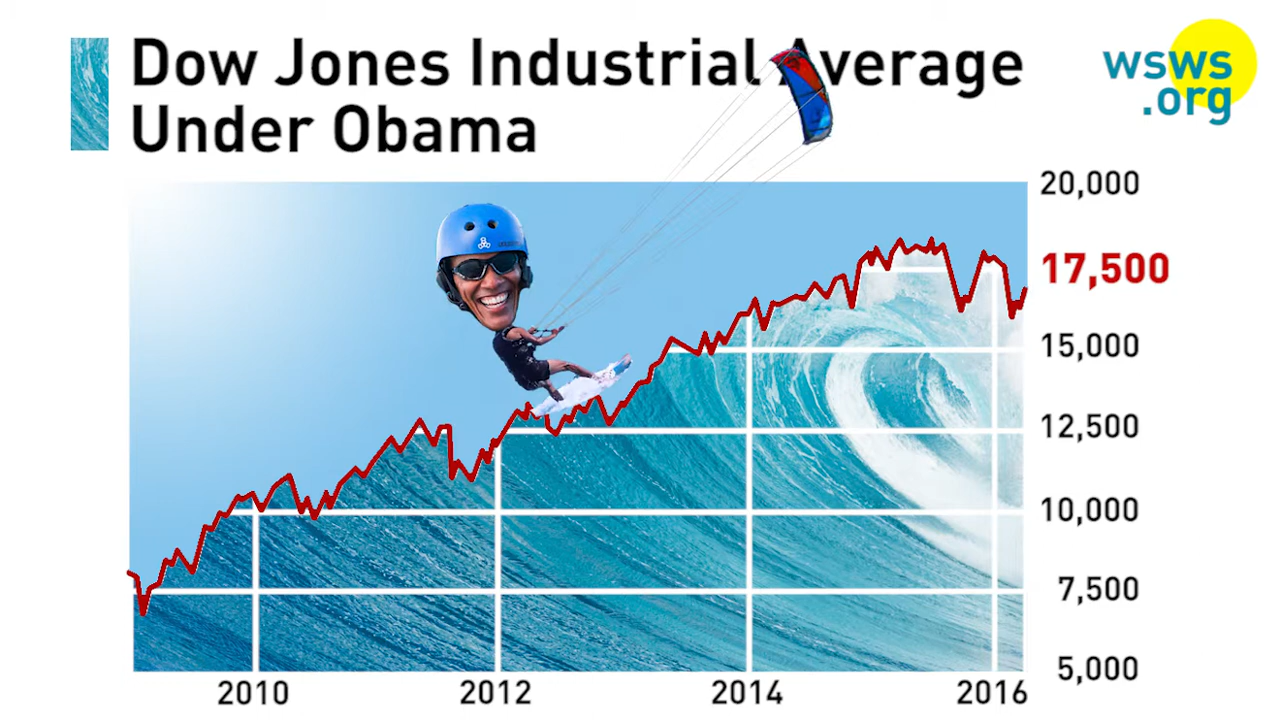 Dow Jones Industrial Average
Under Obama
wsws
.org
20,000
17,500
15,000
12,500
10,000
7,500
5,000
2010
2012
2014
2016